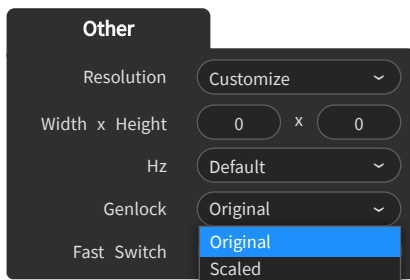 Other
Resolution Customize
Width x Height 0 x 0
Hz Default
Genlock Original
Original
Fast Switch
Scaled